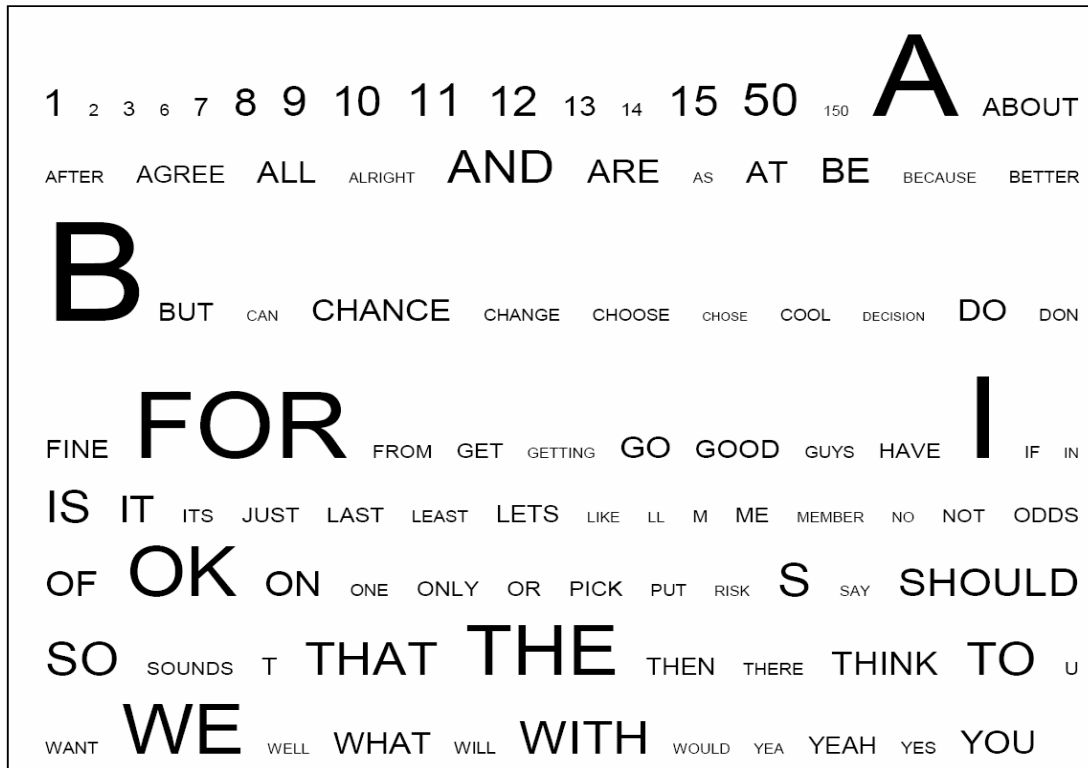 1 2 3 6 7 8 9 10 11 12 13 14 15 50 150 A ABOUT
AFTER AGREE ALL ALRIGHT AND ARE AS AT BE BECAUSE BETTER
B BUT CAN CHANCE CHANGE CHOOSE CHOSE COOL DECISION DO DON
FINE FOR FROM GET GETTING GO GOOD GUYS HAVE I IF IN
IS IT ITS JUST LAST LEAST LETS LIKE LL M ME MEMBER NO NOT ODDS
OF OK ON ONE ONLY OR PICK PUT RISK S SAY SHOULD
SO SOUNDS T THAT THE THEN THERE THINK TO U
WANT WE WELL WHAT WILL WITH WOULD YEA YEAH YES YOU